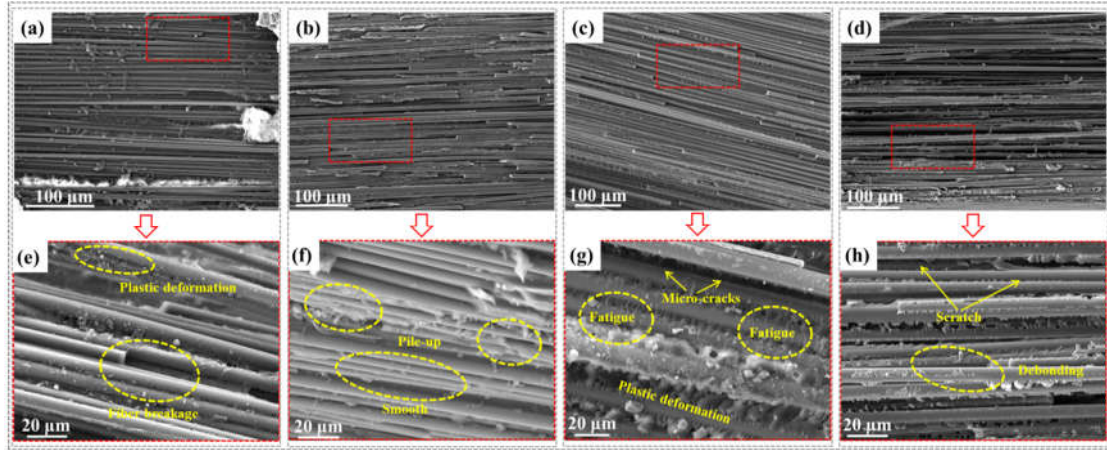 (a)
(b)
(c)
(d)
100 µm
100 µm
100 µm
100 µm
(e)
(f)
(g)
(h)
Plastic deformation
Fiber breakage
20 µm
Pile-up
Smooth
20 µm
Micro-cracks
Fatigue
Fatigue
Plastic deformation
20 µm
Scratch
Debonding
20 µm